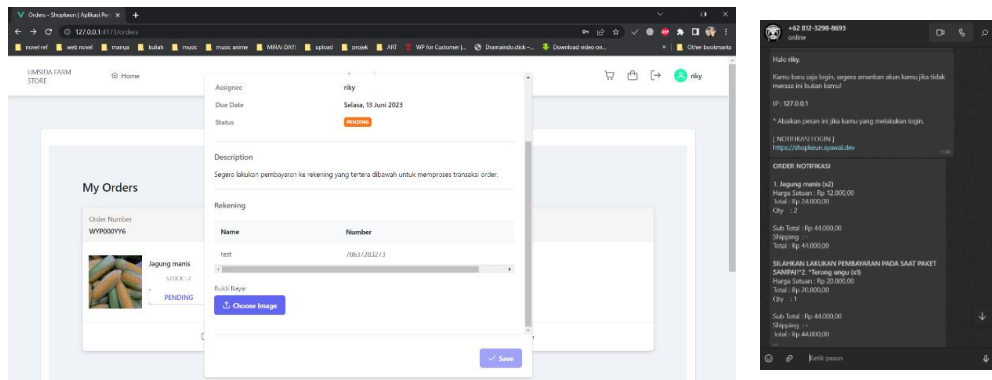 Orders - Shopkeun | Aplikasi Pen
127.0.0.1:4173/orders
novel ref
web novel
manga
kuliah
music
music anime
MIRAI DAY!
upload
projek
ART
WP for Customer |...
Dramaindo.click -...
Download video on...
Other bookmarks
UMSIDA FARM
STORE
Home
riky
Assignee riky
Due Date Selasa, 13 Juni 2023
Status PENDING
Description
Segera lakukan pembayaran ke rekening yang tertera dibawah untuk memproses transaksi order.
Rekening
Name Number
test 78637283273
Bukti Bayar
Choose Image
Save
My Orders
Order Number
WYP000YY6
Jagung manis
PENDING
+62 812-3298-8693
online
Halo riky,
Kamu baru saja login, segera amankan akun kamu jika tidak
merasa ini bukan kamu!
IP : 127.0.0.1
* Abaikan pesan ini jika kamu yang melakukan login.
[ NOTIFIKASI LOGIN ]
https://shopkeun.syawal.dev
ORDER NOTIFIKASI
1. Jagung manis (x2)
Harga Satuan : Rp 12.000,00
Total : Rp 24.000,00
Qty : 2
Sub Total : Rp 44.000,00
Shipping : -
Total : Rp 44.000,00
SILAHKAN LAKUKAN PEMBAYARAN PADA SAAT PAKET
SAMPAI!*2. *Terong ungu (x1)
Harga Satuan : Rp 20.000,00
Total : Rp 20.000,00
Qty : 1
Sub Total : Rp 44.000,00
Shipping : -
Total : Rp 44.000,00
Ketik pesan